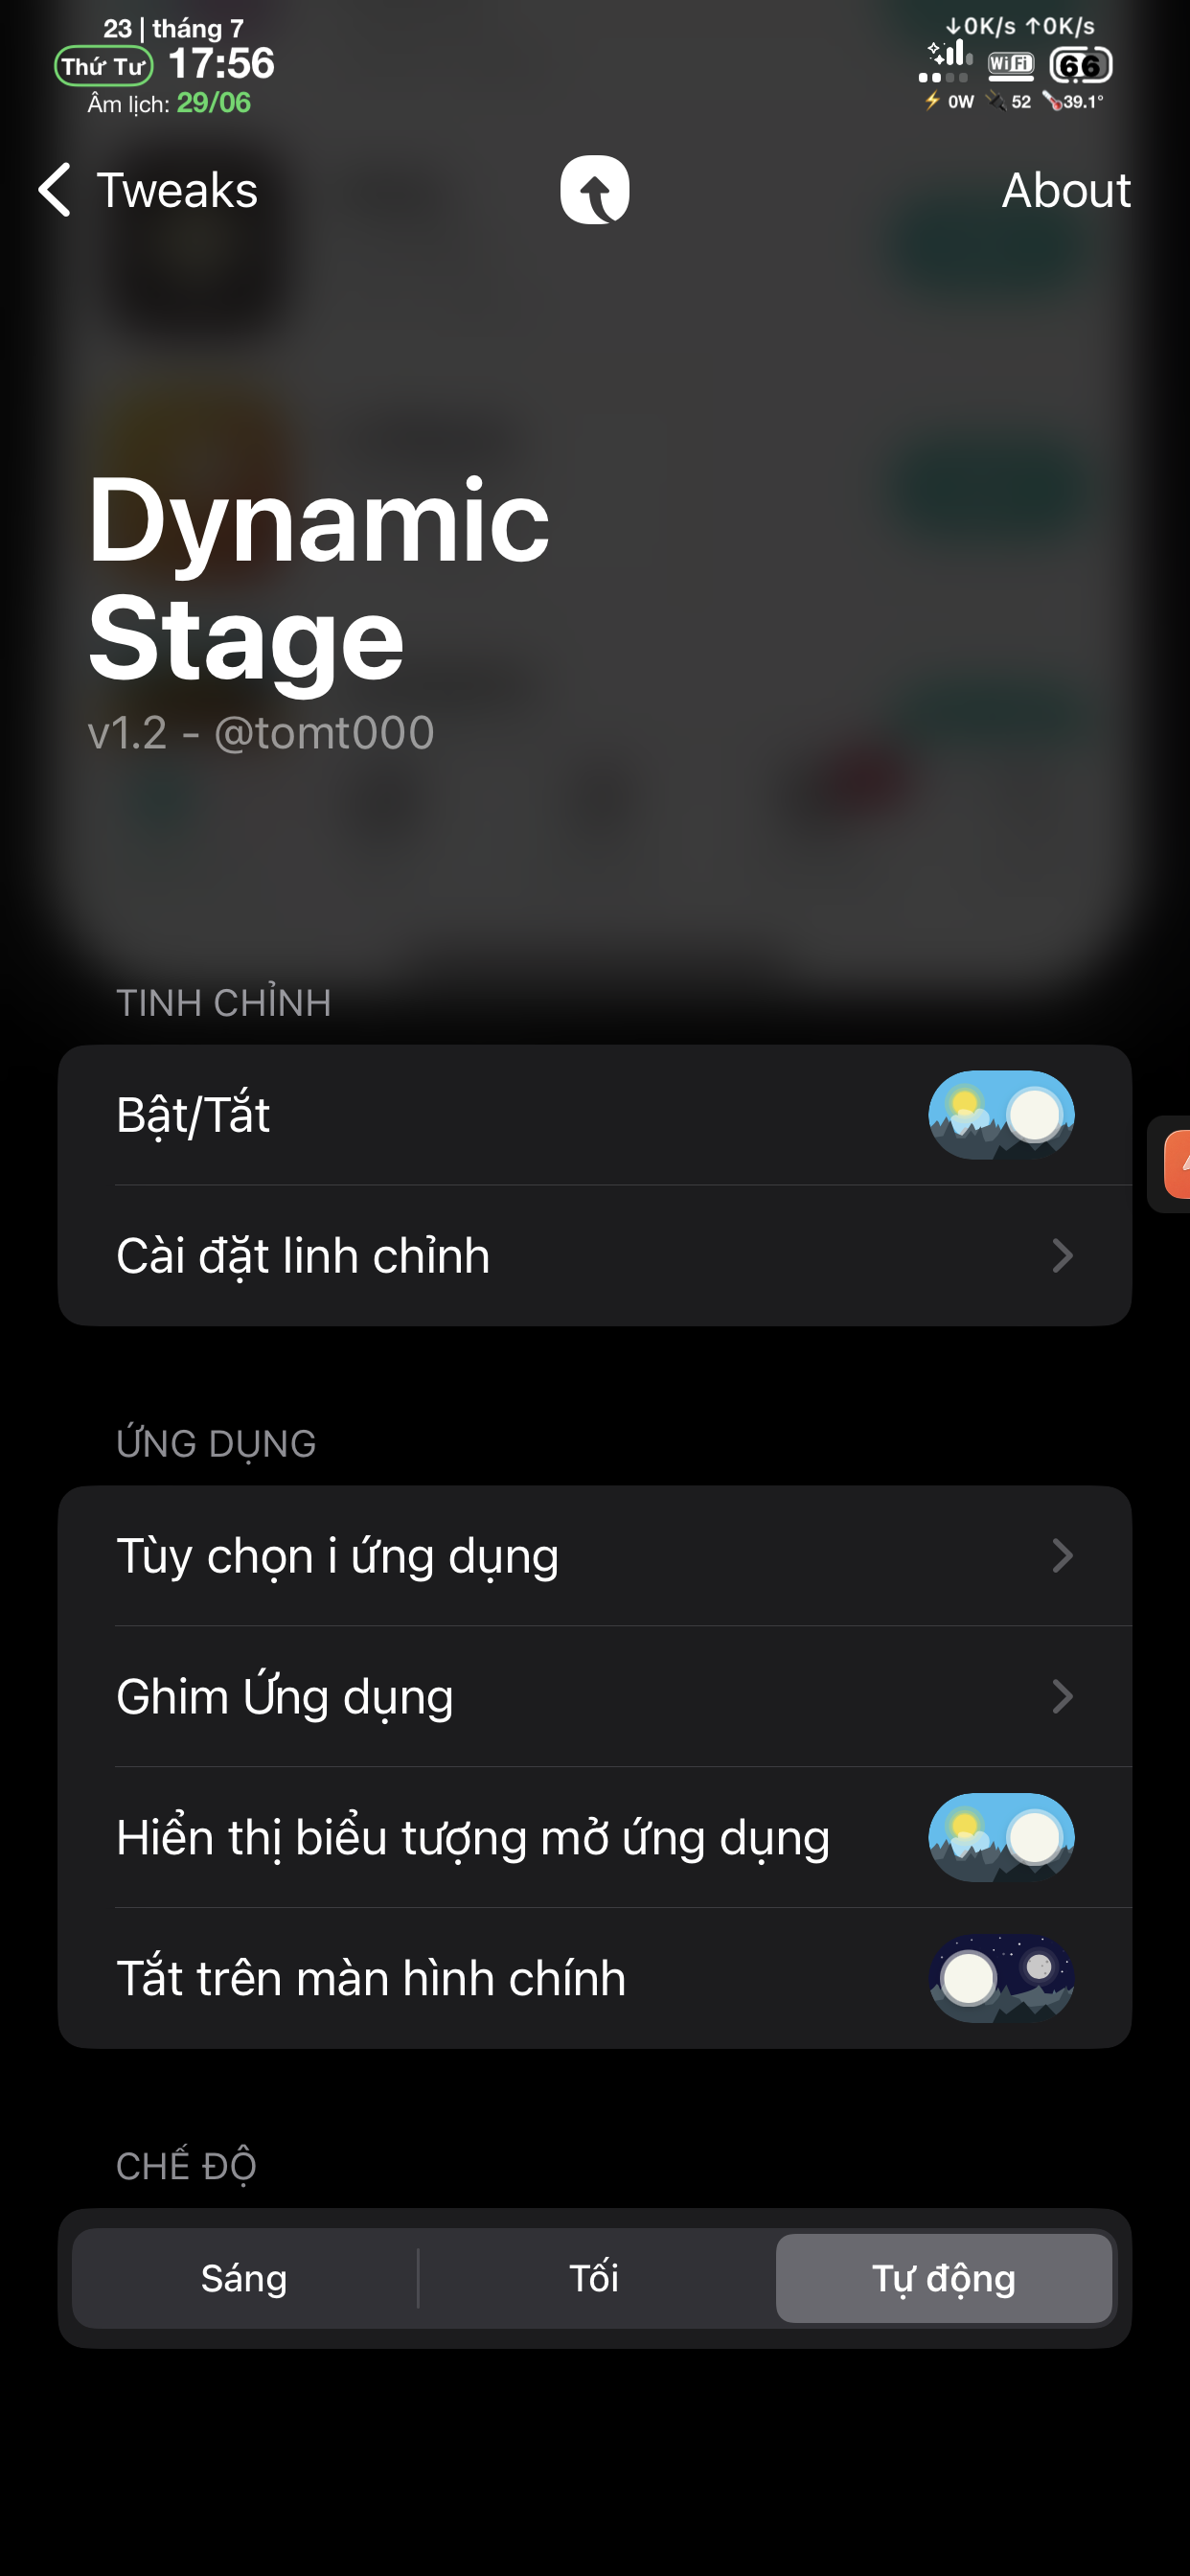 23 | tháng 7
Thứ Tư 17:56
Âm lịch: 29/06
↓0K/s ↑0K/s
WiFi 66
⚡ 0W 🔌 52 🌡️39.1°
Tweaks
About
Dynamic
Stage
v1.2 - @tomt000
TINH CHỈNH
Bật/Tắt
Cài đặt linh chỉnh
ỨNG DỤNG
Tùy chọn i ứng dụng
Ghim Ứng dụng
Hiển thị biểu tượng mở ứng dụng
Tắt trên màn hình chính
CHẾ ĐỘ
Sáng
Tối
Tự động